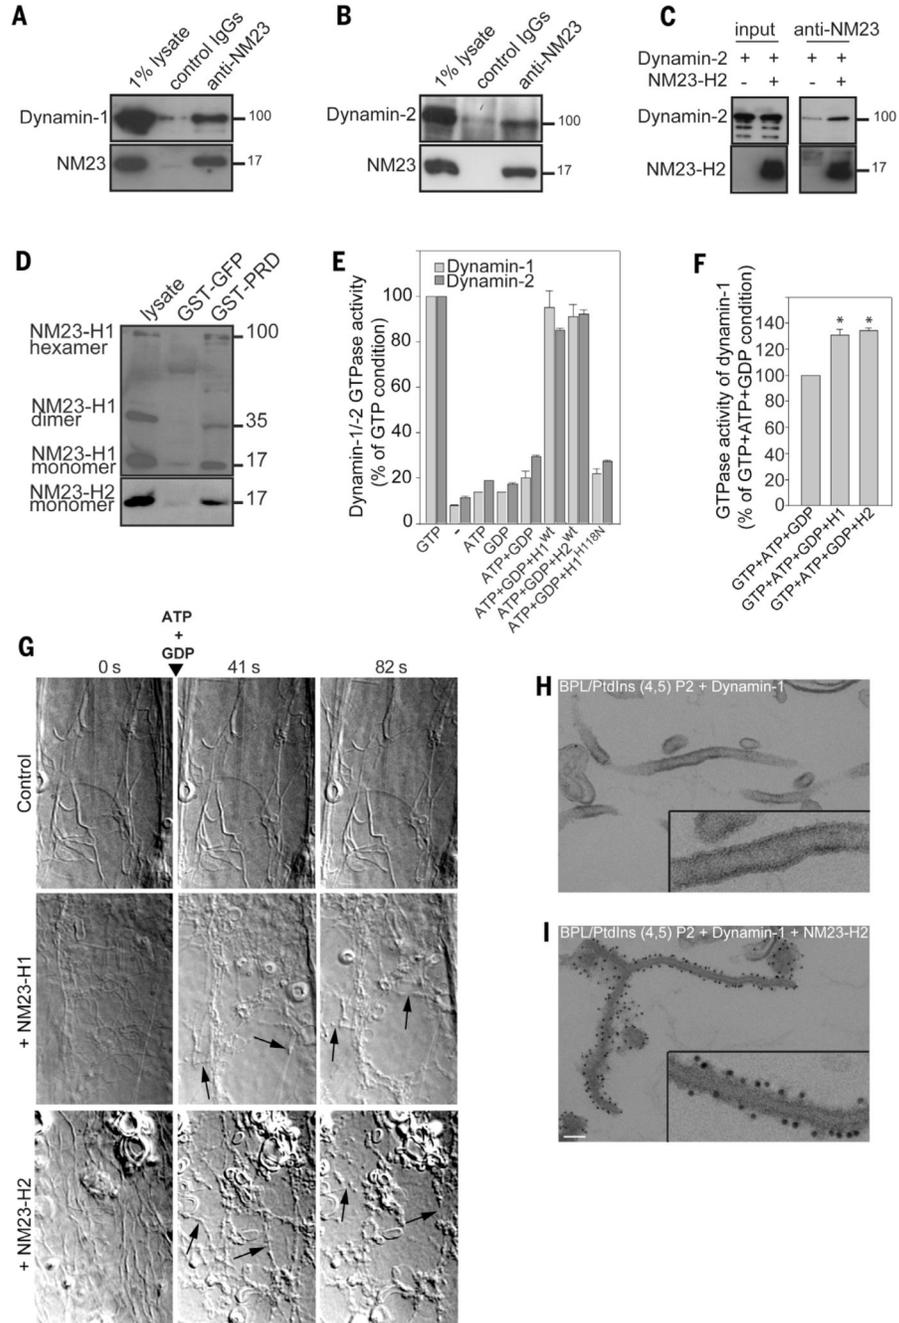 A
1% lysate
control IgGs
anti-NM23
Dynamin-1
100
NM23
17
B
1% lysate
control IgGs
anti-NM23
Dynamin-2
100
NM23
17
C
input
anti-NM23
Dynamin-2 + + + +
NM23-H2 - + - +
Dynamin-2
100
NM23-H2
17
D
lysate
GST-GFP
GST-PRD
NM23-H1
hexamer
100
NM23-H1
dimer
35
NM23-H1
monomer
17
NM23-H2
monomer
17
E
Dynamin-1/-2 GTPase activity
(% of GTP condition)
Dynamin-1
Dynamin-2
100
80
60
40
20
0
GTP
-
ATP
GDP
ATP+GDP
ATP+GDP+H1wt
ATP+GDP+H2wt
ATP+GDP+H1H118N
F
GTPase activity of dynamin-1
(% of GTP+ATP+GDP condition)
140
120
100
80
60
40
20
0
* *
GTP+ATP+GDP
GTP+ATP+GDP+H1
GTP+ATP+GDP+H2
G
ATP
+
GDP
0 s
41 s
82 s
Control
+ NM23-H1
+ NM23-H2
H
BPL/PtdIns (4,5) P2 + Dynamin-1
I
BPL/PtdIns (4,5) P2 + Dynamin-1 + NM23-H2